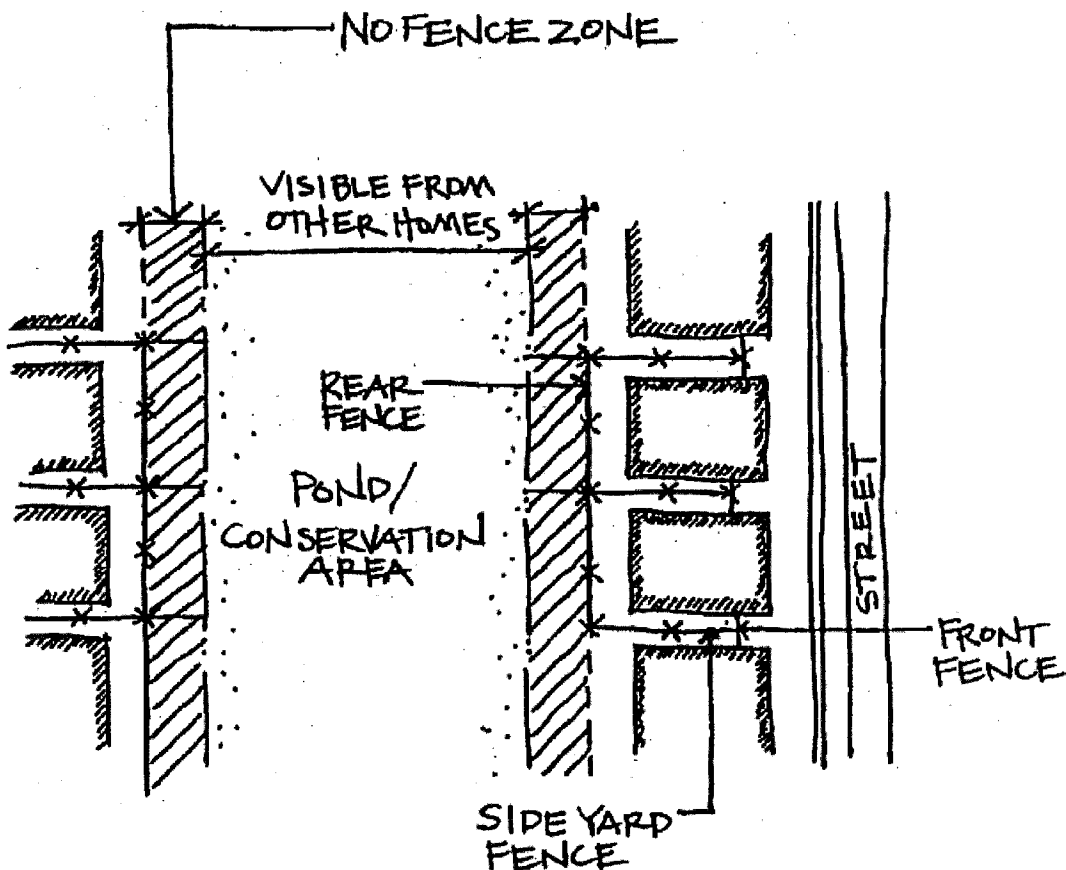 NO FENCE ZONE
VISIBLE FROM
OTHER HOMES
REAR
FENCE
POND/
CONSERVATION
AREA
STREET
FRONT
FENCE
SIDE YARD
FENCE